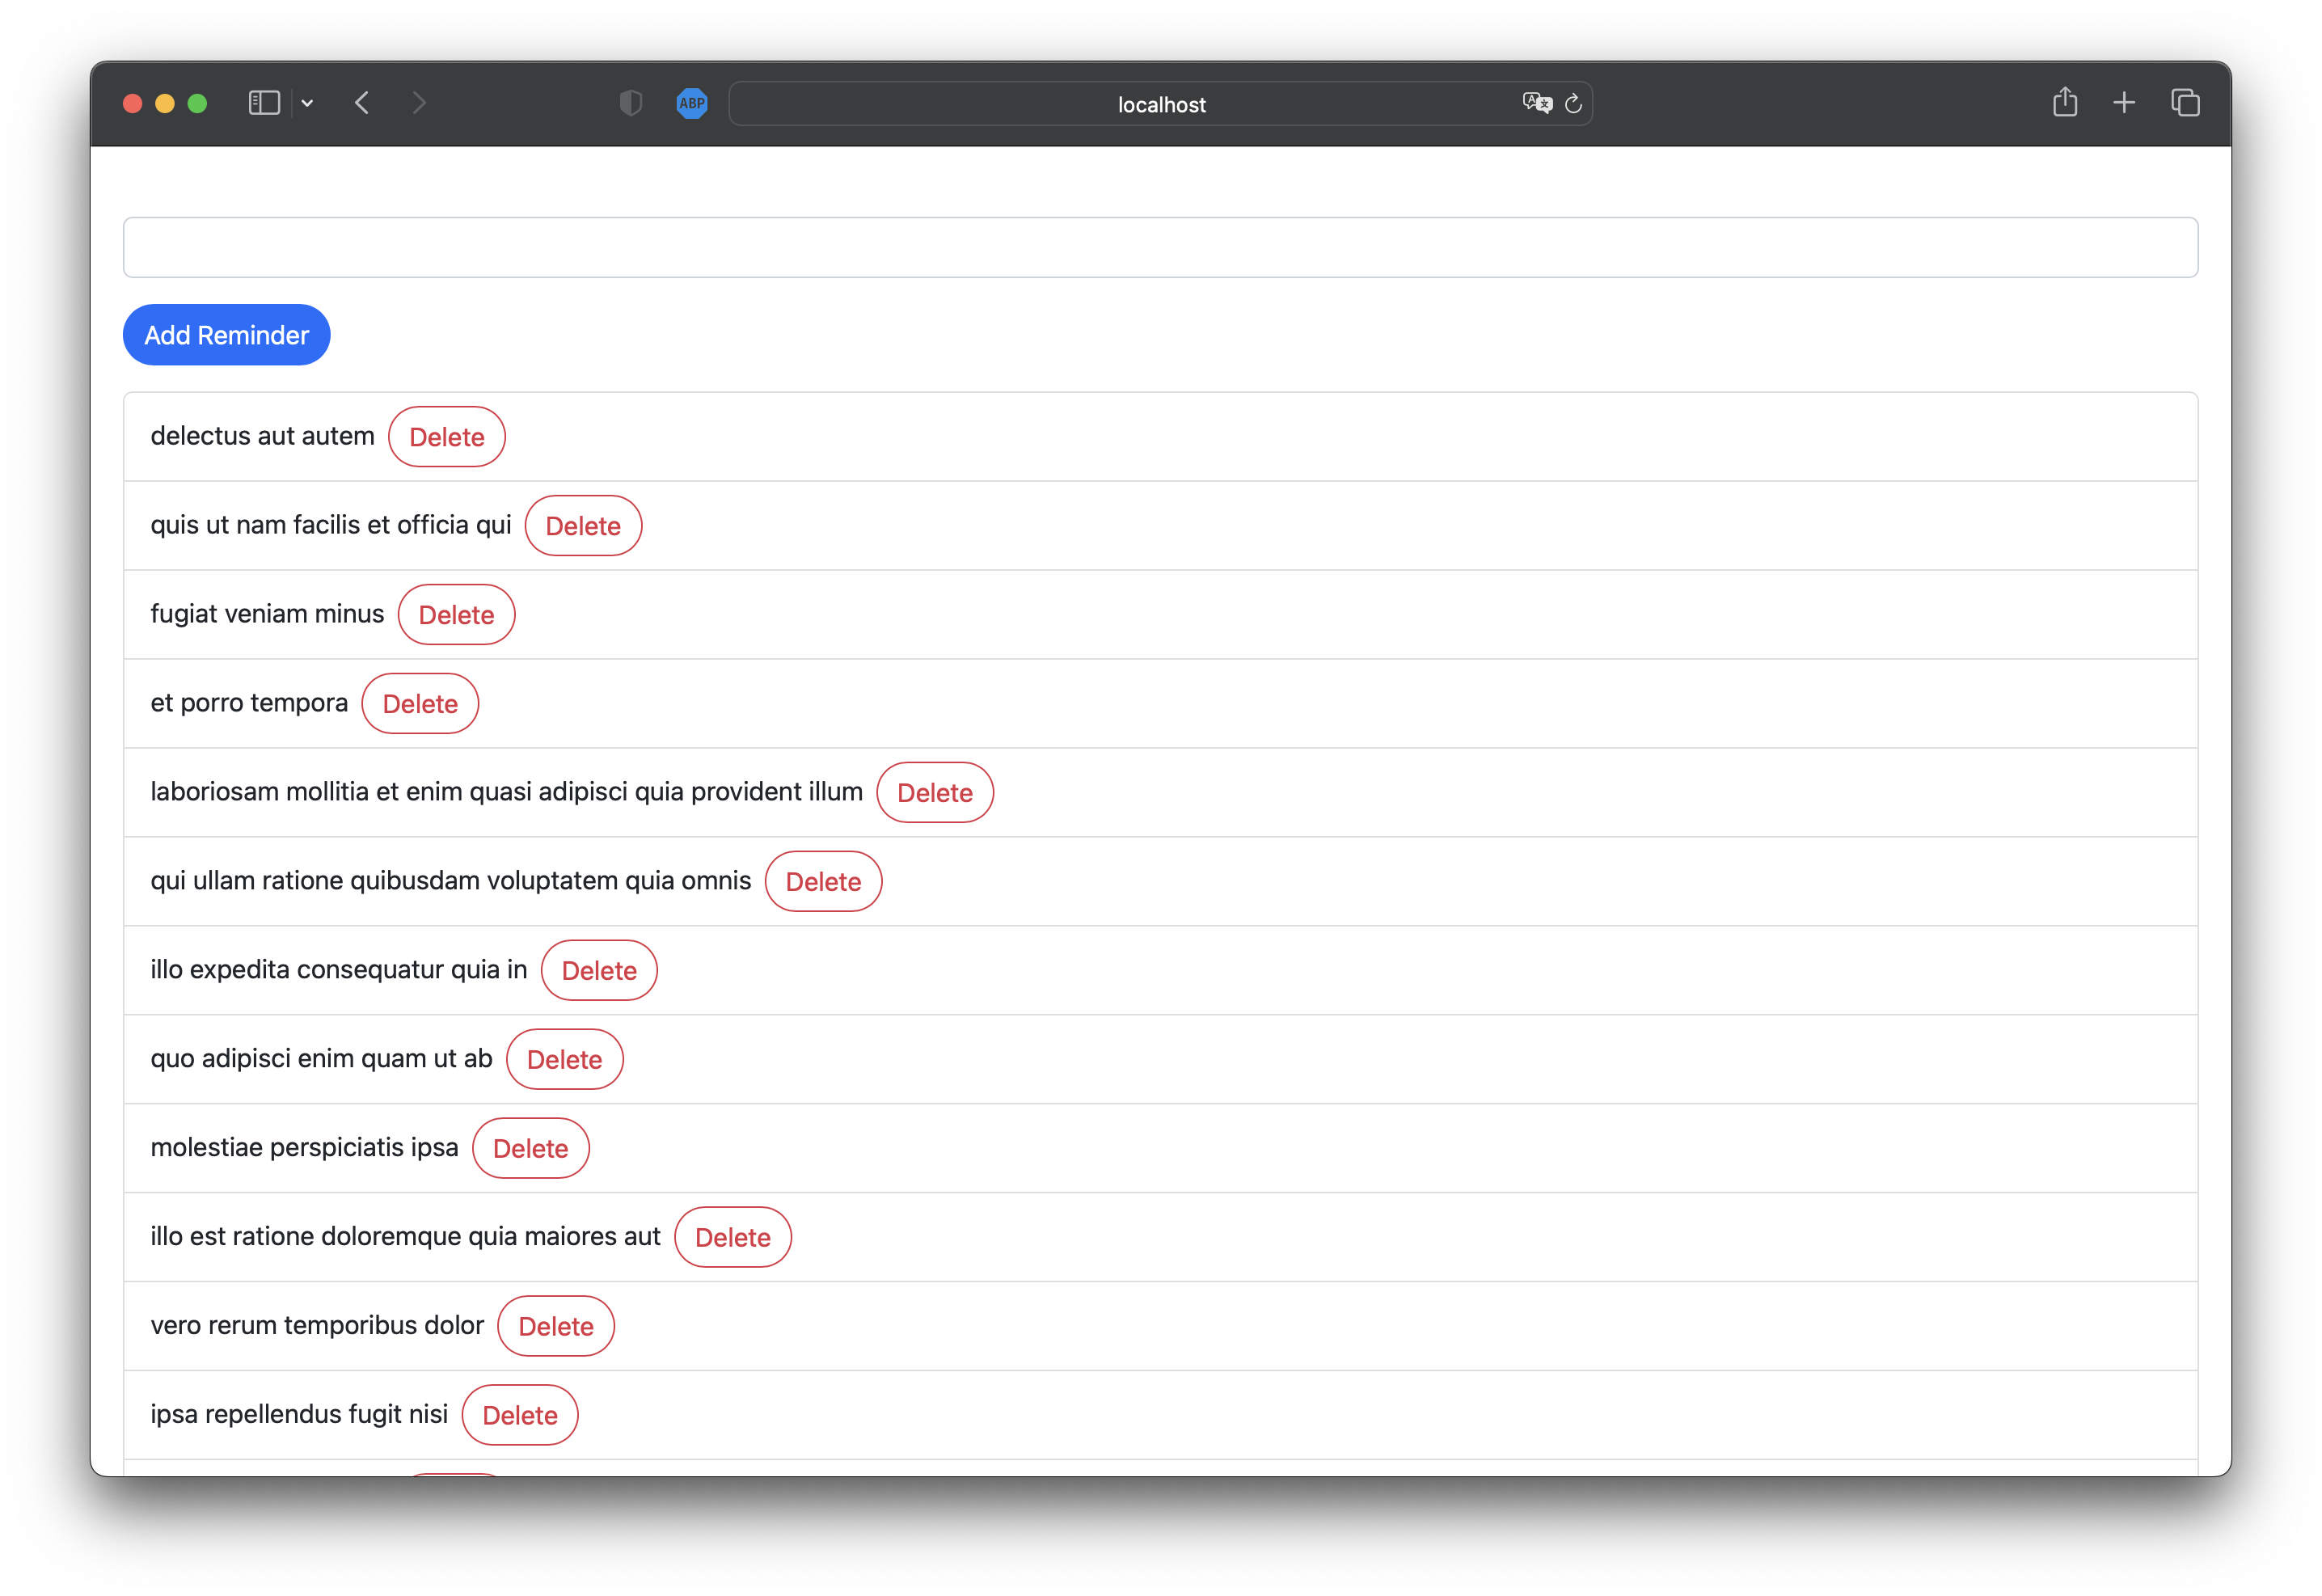 ABP
localhost
Add Reminder
delectus aut autem Delete
quis ut nam facilis et officia qui Delete
fugiat veniam minus Delete
et porro tempora Delete
laboriosam mollitia et enim quasi adipisci quia provident illum Delete
qui ullam ratione quibusdam voluptatem quia omnis Delete
illo expedita consequatur quia in Delete
quo adipisci enim quam ut ab Delete
molestiae perspiciatis ipsa Delete
illo est ratione doloremque quia maiores aut Delete
vero rerum temporibus dolor Delete
ipsa repellendus fugit nisi Delete